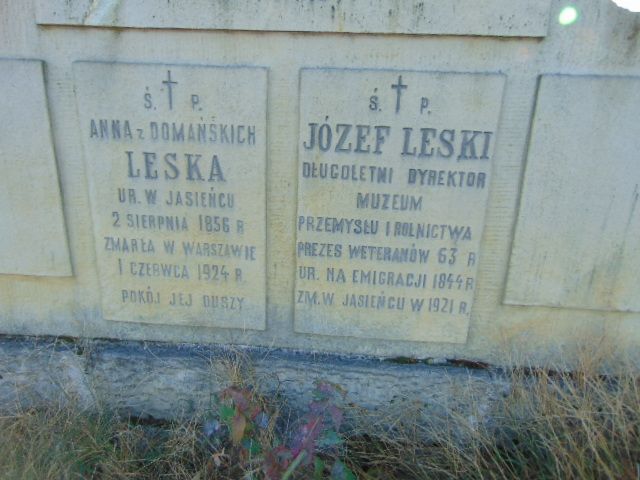 Ś. † P.
ANNA z DOMAŃSKICH
LESKA
UR. W JASIEŃCU
2 SIERPNIA 1856 R
ZMARŁA W WARSZAWIE
1 CZERWCA 1924 R.
POKÓJ JEJ DUSZY
Ś. † P.
JÓZEF LESKI
DŁUGOLETNI DYREKTOR
MUZEUM
PRZEMYSŁU I ROLNICTWA
PREZES WETERANÓW 63 R
UR. NA EMIGRACJI 1844 R
ZM. W JASIEŃCU W 1921 R.